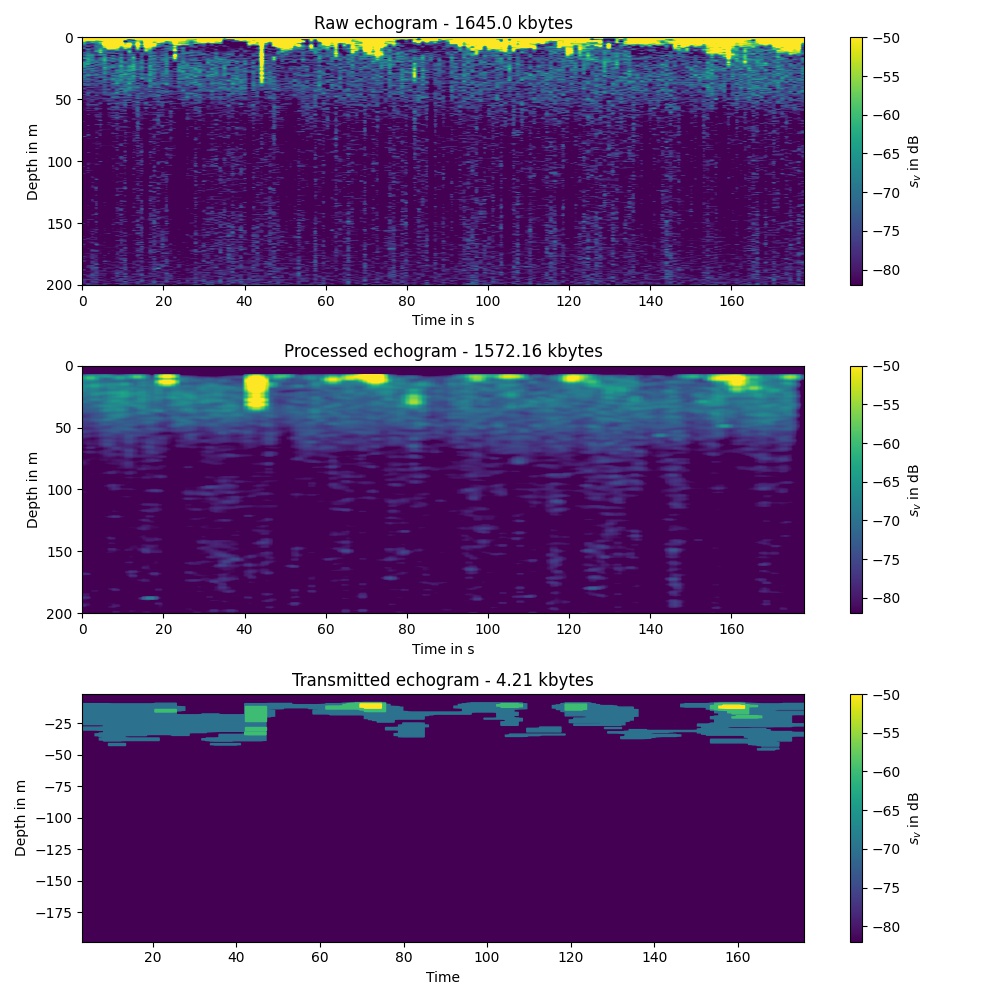 Raw echogram - 1645.0 kbytes
0
50
100
150
200
Depth in m
0 20 40 60 80 100 120 140 160
Time in s
−50
−55
−60
−65
−70
−75
−80
sv in dB
Processed echogram - 1572.16 kbytes
0
50
100
150
200
Depth in m
0 20 40 60 80 100 120 140 160
Time in s
−50
−55
−60
−65
−70
−75
−80
sv in dB
Transmitted echogram - 4.21 kbytes
−25
−50
−75
−100
−125
−150
−175
Depth in m
20 40 60 80 100 120 140 160
Time
−50
−55
−60
−65
−70
−75
−80
sv in dB